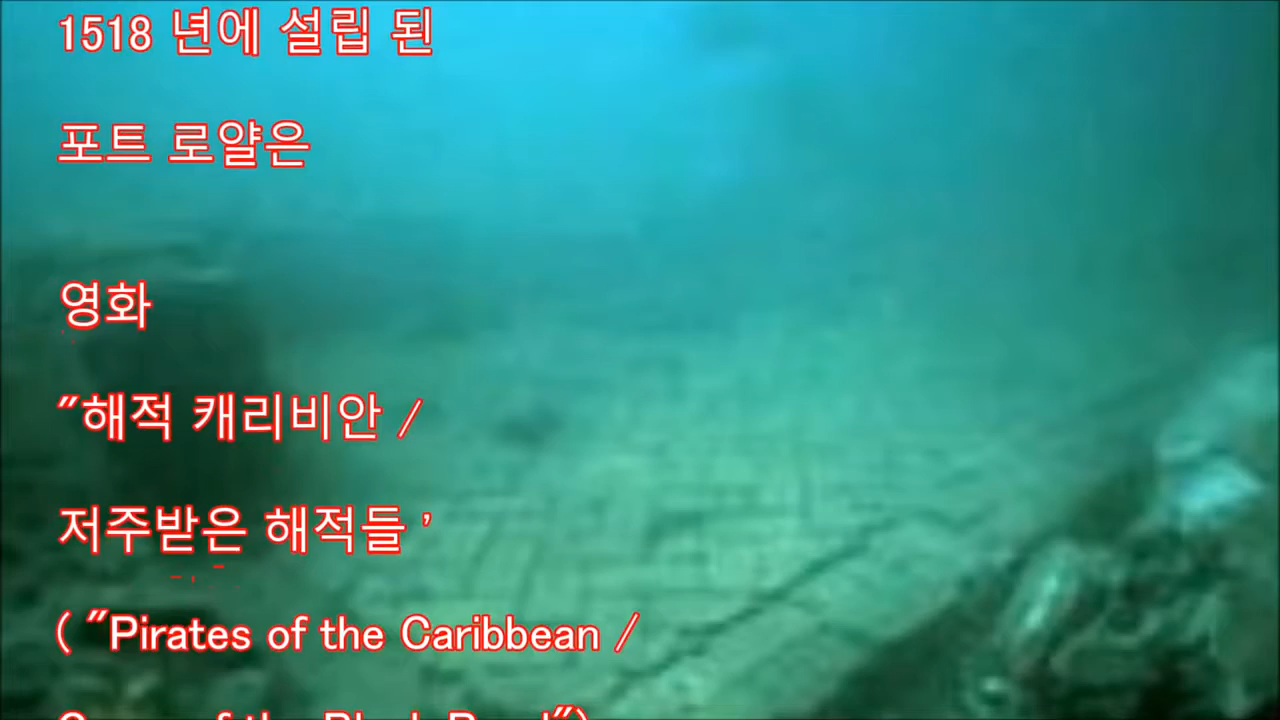 1518 년에 설립 된
포트 로얄은
영화
"해적 캐리비안 /
저주받은 해적들 '
( "Pirates of the Caribbean /